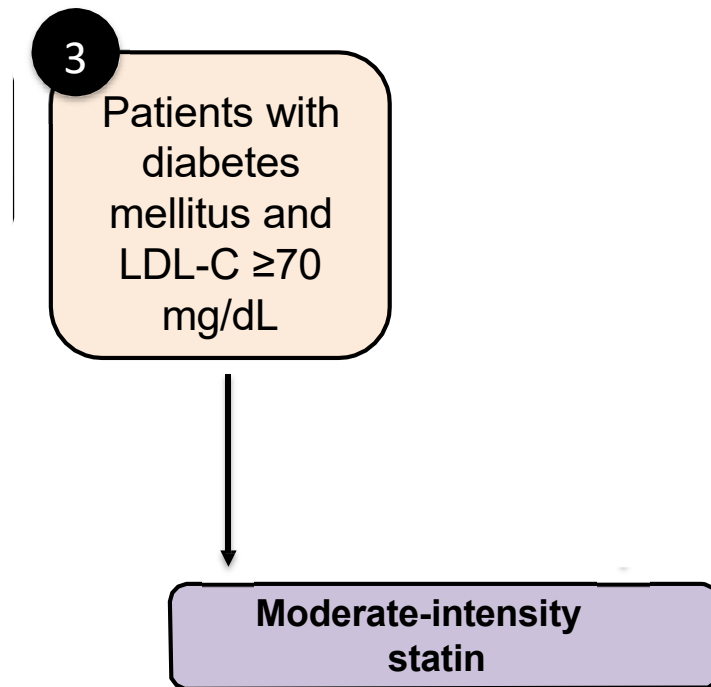 3
Patients with
diabetes
mellitus and
LDL-C ≥70
mg/dL
Moderate-intensity
statin